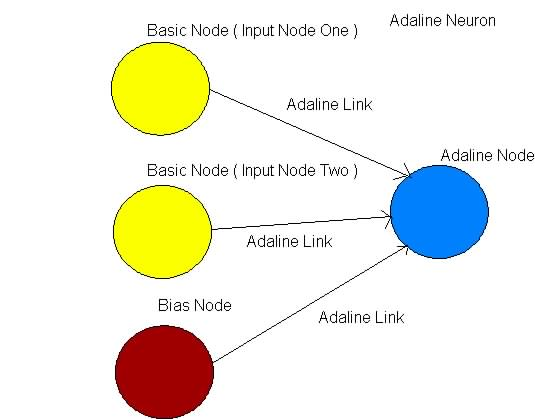 Adaline Neuron
Basic Node ( Input Node One )
Adaline Link
Adaline Node
Basic Node ( Input Node Two )
Adaline Link
Bias Node
Adaline Link